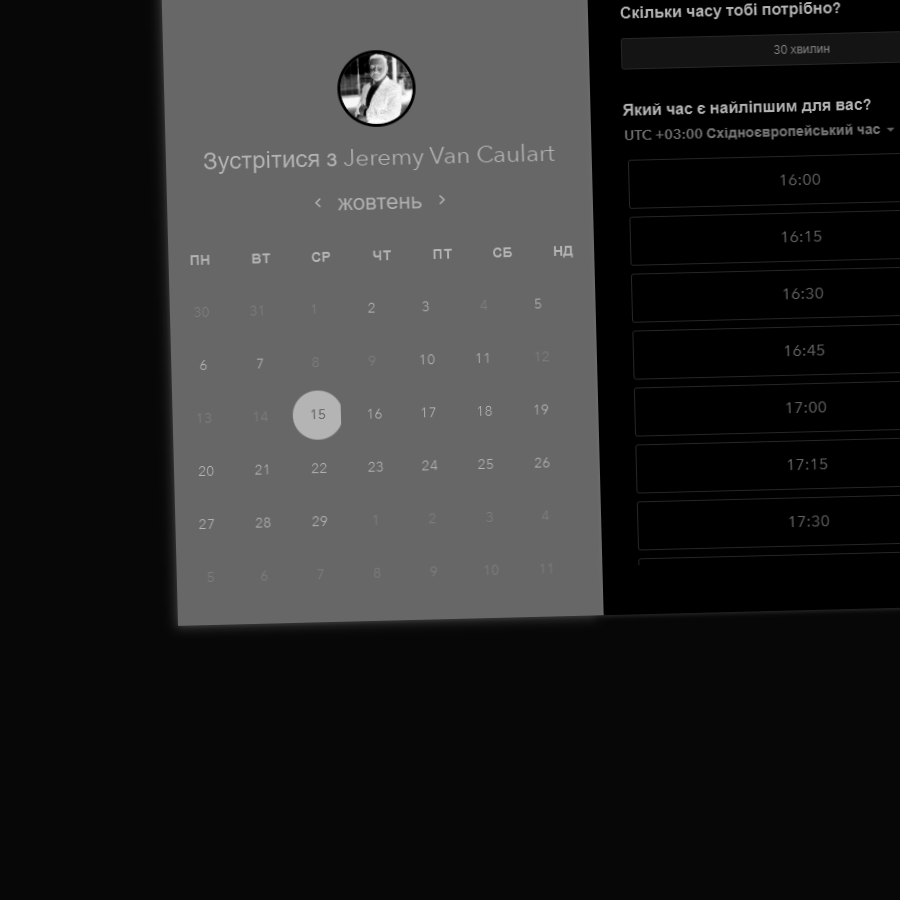 Зустрітися з Jeremy Van Caulart
жовтень
ПН ВТ СР ЧТ ПТ СБ НД
30 31 1 2 3 4 5
6 7 8 9 10 11 12
13 14 15 16 17 18 19
20 21 22 23 24 25 26
27 28 29 1 2 3 4
5 6 7 8 9 10 11
Скільки часу тобі потрібно?
30 хвилин
Який час є найліпшим для вас?
UTC +03:00 Східноєвропейський час
16:00
16:15
16:30
16:45
17:00
17:15
17:30